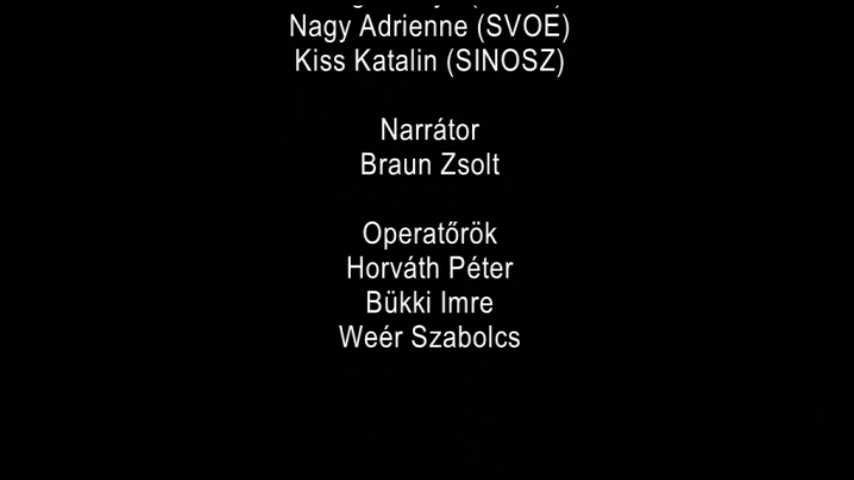 Nagy Adrienne (SVOE)
Kiss Katalin (SINOSZ)
Narrátor
Braun Zsolt
Operatőrök
Horváth Péter
Bükki Imre
Weér Szabolcs